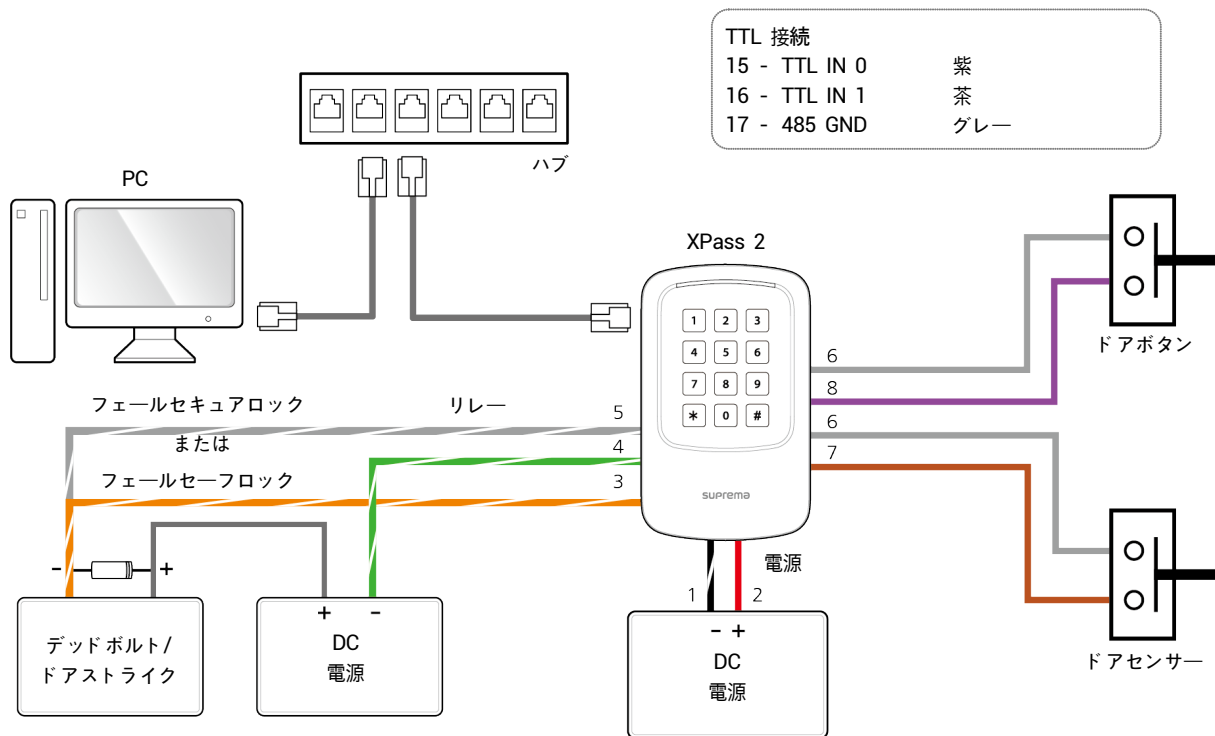 TTL 接続
15 - TTL IN 0 紫
16 - TTL IN 1 茶
17 - 485 GND グレー
ハブ
PC
XPass 2
1 2 3
4 5 6
7 8 9
* 0 #
suprema
6
8
ドアボタン
6
7
ドアセンサー
フェールセキュアロック
リレー
5
または
4
フェールセーフロック
3
- +
デッドボルト/
ドアストライク
+ -
DC
電源
電源
1 2
- +
DC
電源